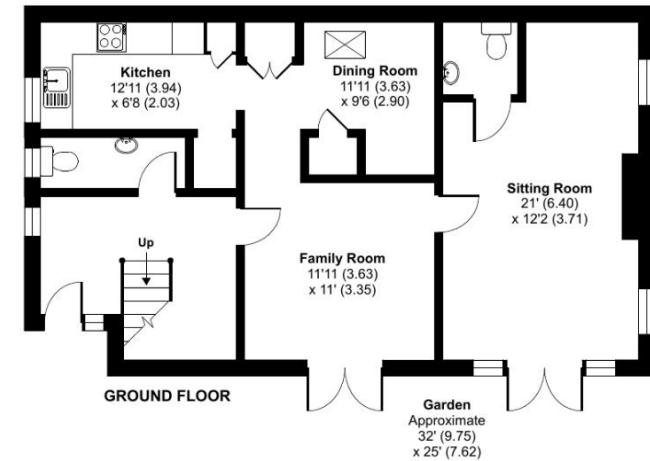 Kitchen
12'11 (3.94)
x 6'8 (2.03)
Dining Room
11'11 (3.63)
x 9'6 (2.90)
Sitting Room
21' (6.40)
x 12'2 (3.71)
Up
Family Room
11'11 (3.63)
x 11' (3.35)
GROUND FLOOR
Garden
Approximate
32' (9.75)
x 25' (7.62)